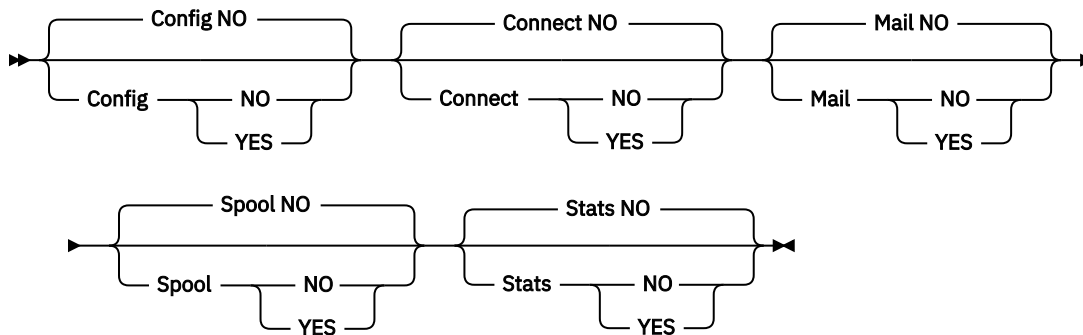 Config NO Connect NO Mail NO
Config NO Connect NO Mail NO
YES YES YES
Spool NO Stats NO
Spool NO Stats NO
YES YES